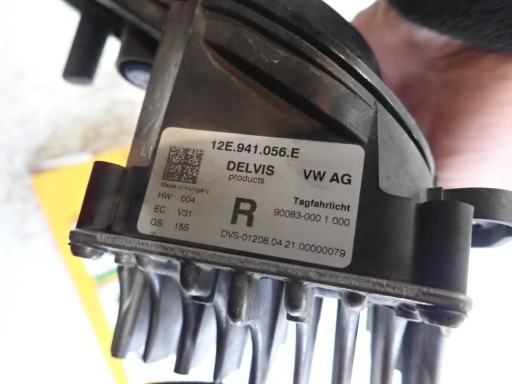 12E.941.056.E
DELVIS VW AG
products
Made in Hungary
HW 004 Tagfahrlicht
EC V31 R 90083-000.1.000
GS: 15S
DVS-01208.04.21.00000079